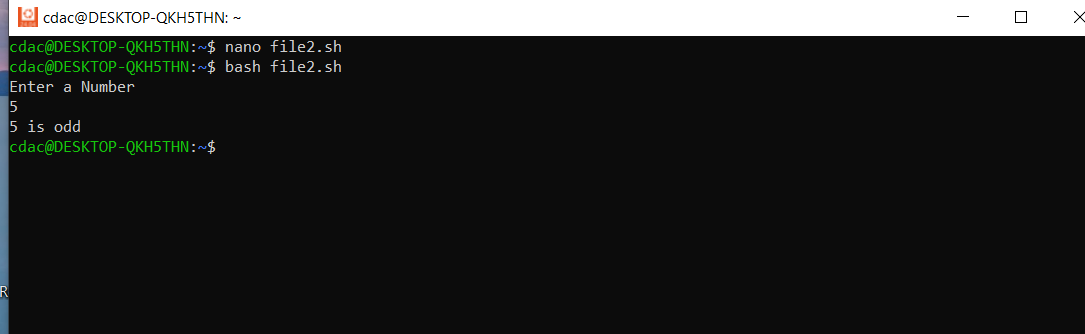 cdac@DESKTOP-QKH5THN: ~
cdac@DESKTOP-QKH5THN:~$ nano file2.sh
cdac@DESKTOP-QKH5THN:~$ bash file2.sh
Enter a Number
5
5 is odd
cdac@DESKTOP-QKH5THN:~$
R